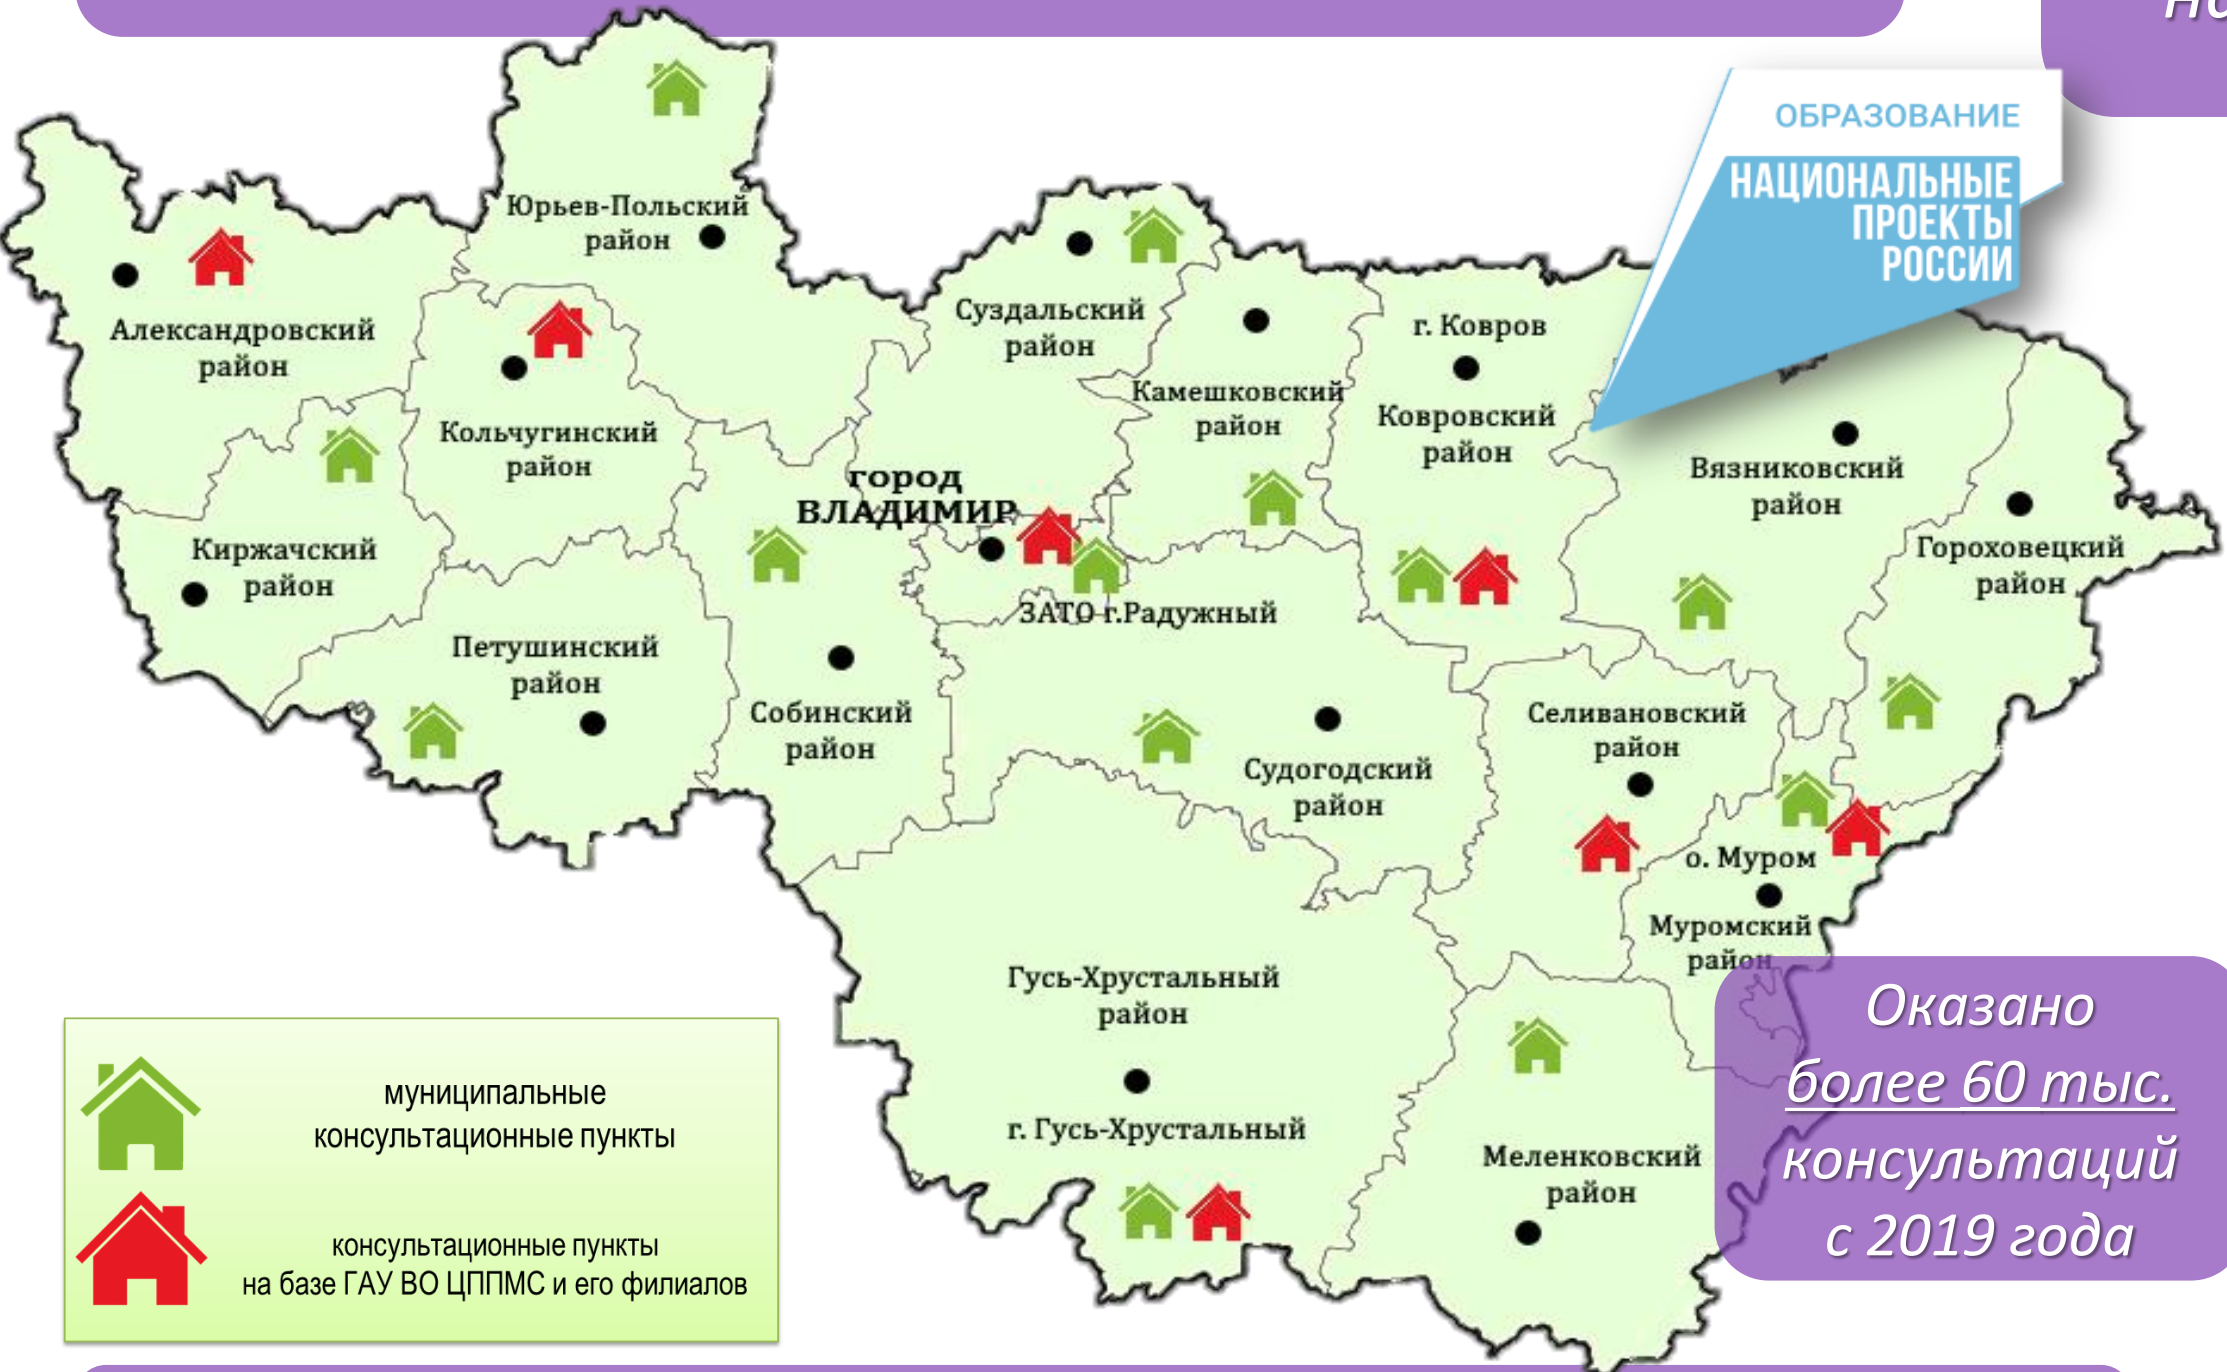 ОБРАЗОВАНИЕ
НАЦИОНАЛЬНЫЕ
ПРОЕКТЫ
РОССИИ
Юрьев-Польский
район
Александровский
район
Суздальский
район
г. Ковров
Камешковский
район
Ковровский
район
Кольчугинский
район
Вязниковский
район
город
ВЛАДИМИР
Киржачский
район
Гороховецкий
район
ЗАТО г.Радужный
Петушинский
район
Собинский
район
Селивановский
район
Судогодский
район
о. Муром
Муромский
район
Гусь-Хрустальный
район
г. Гусь-Хрустальный
Меленковский
район
Оказано
более 60 тыс.
консультаций
с 2019 года
муниципальные
консультационные пункты
консультационные пункты
на базе ГАУ ВО ЦППМС и его филиалов